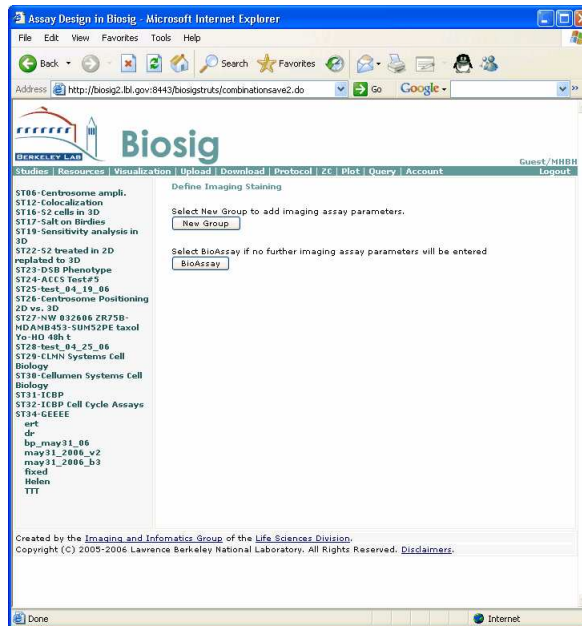 Assay Design in Biosig - Microsoft Internet Explorer
File Edit View Favorites Tools Help
Back Search Favorites
Address http://biosig2.lbl.gov:8443/biosigstruts/combinationsave2.do Go Google
BERKELEY LAB
Biosig
Guest/MHBH
Studies | Resources | Visualization | Upload | Download | Protocol | ZC | Plot | Query | Account Logout
ST06-Centrosome ampli.
ST12-Colocalization
ST16-S2 cells in 3D
ST17-Salt on Birdies
ST19-Sensitivity analysis in
3D
ST22-S2 treated in 2D
replated to 3D
ST23-DSB Phenotype
ST24-ACCS Test#5
ST25-test_04_19_06
ST26-Centrosome Positioning
2D vs. 3D
ST27-NW 032606 ZR75B-
MDAMB453-SUM52PE taxol
Yo-HO 48h t
ST28-test_04_25_06
ST29-CLMN Systems Cell
Biology
ST30-Cellumen Systems Cell
Biology
ST31-ICBP
ST32-ICBP Cell Cycle Assays
ST34-GEEEE
ert
dr
bp_may31_06
may31_2006_v2
may31_2006_b3
fixed
Helen
TTT
Define Imaging Staining
Select New Group to add imaging assay parameters.
New Group
Select BioAssay if no further imaging assay parameters will be entered
BioAssay
Created by the Imaging and Infomatics Group of the Life Sciences Division.
Copyright (C) 2005-2006 Lawrence Berkeley National Laboratory. All Rights Reserved. Disclaimers.
Done Internet